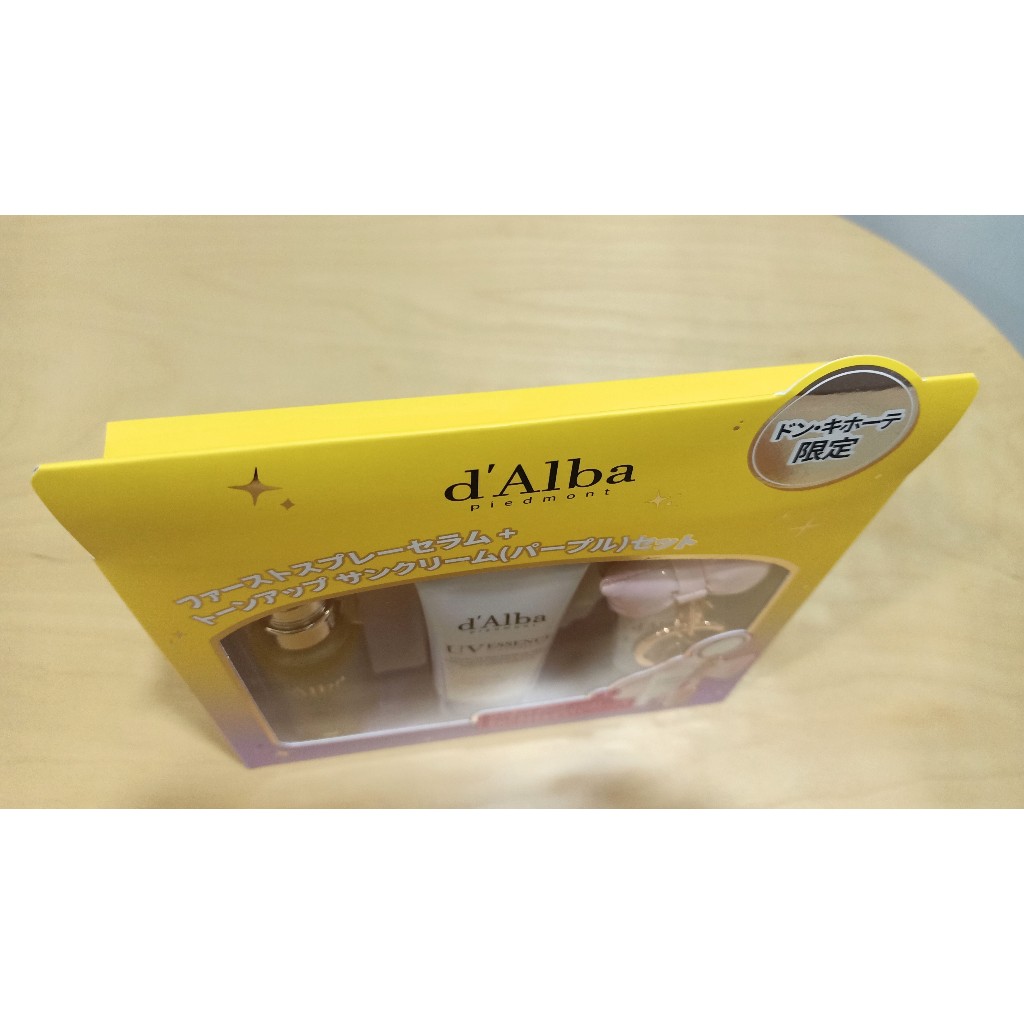 ドン・キホーテ
限定
d'Alba
piedmont
ファーストスプレーセラム +
トーンアップ サンクリーム(パープル)セット
d'Alba
PIEDMONT
UV ESSENCE
d'Alba